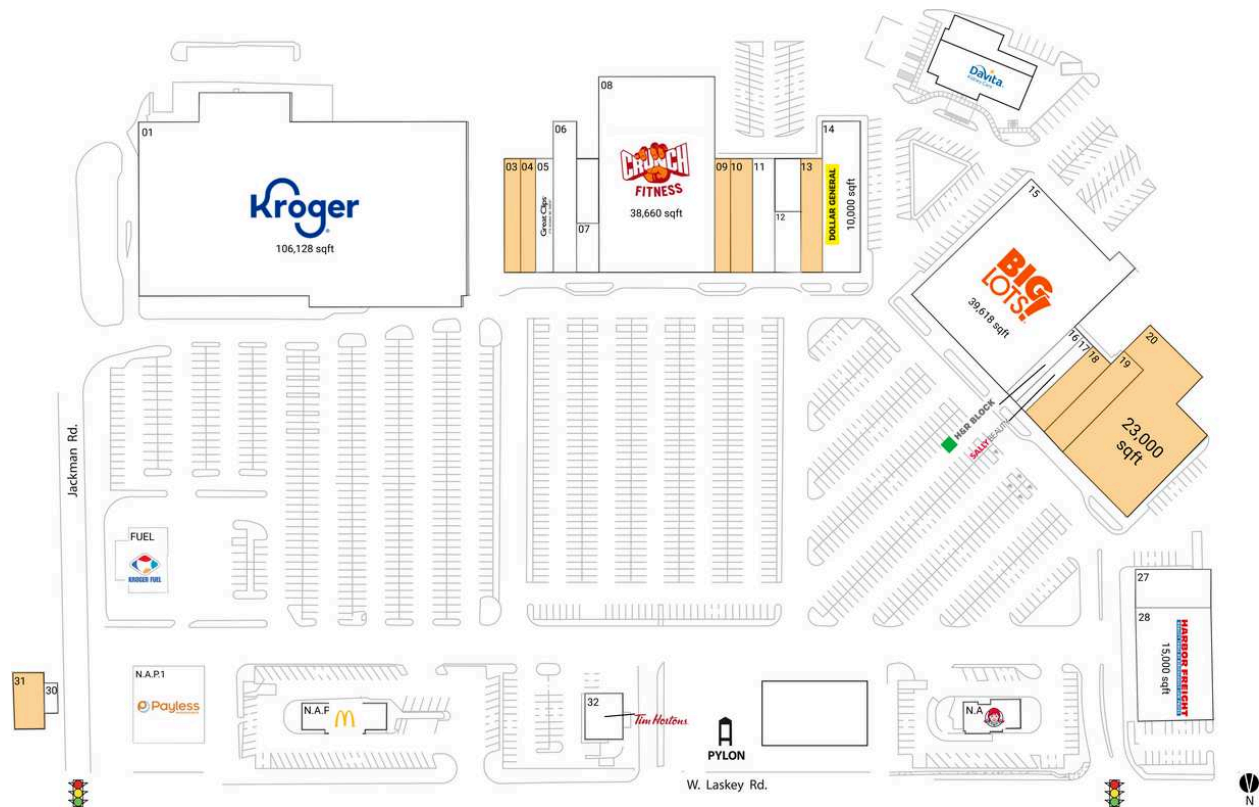 01
Kroger
106,128 sqft
03
04
05
Great Clips
06
07
08
CRUNCH
FITNESS
38,660 sqft
09
10
11
12
13
14
DOLLAR GENERAL
10,000 sqft
DaVita
15
BIG
LOTS!
39,618 sqft
16
17
18
19
20
23,000
sqft
H&R BLOCK
SALLY BEAUTY
Jackman Rd.
FUEL
KROGER FUEL
27
28
HARBOR FREIGHT
15,000 sqft
31
30
N.A.P.1
Payless
N.A.P
32
Tim Hortons
PYLON
N.A
W. Laskey Rd.
N